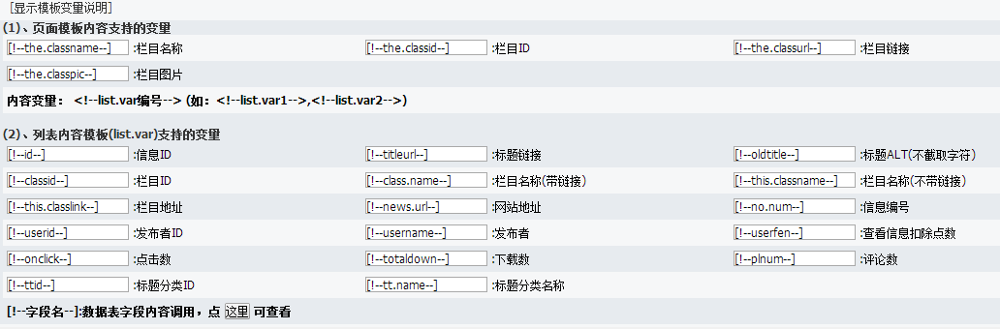 [显示模板变量说明]
(1)、页面模板内容支持的变量
[!--the.classname--] :栏目名称 [!--the.classid--] :栏目ID [!--the.classurl--] :栏目链接
[!--the.classpic--] :栏目图片
内容变量： <!--list.var编号--> (如：<!--list.var1-->,<!--list.var2-->)
(2)、列表内容模板(list.var)支持的变量
[!--id--] :信息ID [!--titleurl--] :标题链接 [!--oldtitle--] :标题ALT(不截取字符)
[!--classid--] :栏目ID [!--class.name--] :栏目名称(带链接) [!--this.classname--] :栏目名称(不带链接)
[!--this.classlink--] :栏目地址 [!--news.url--] :网站地址 [!--no.num--] :信息编号
[!--userid--] :发布者ID [!--username--] :发布者 [!--userfen--] :查看信息扣除点数
[!--onclick--] :点击数 [!--totaldown--] :下载数 [!--plnum--] :评论数
[!--ttid--] :标题分类ID [!--tt.name--] :标题分类名称
[!--字段名--]:数据表字段内容调用，点 这里 可查看